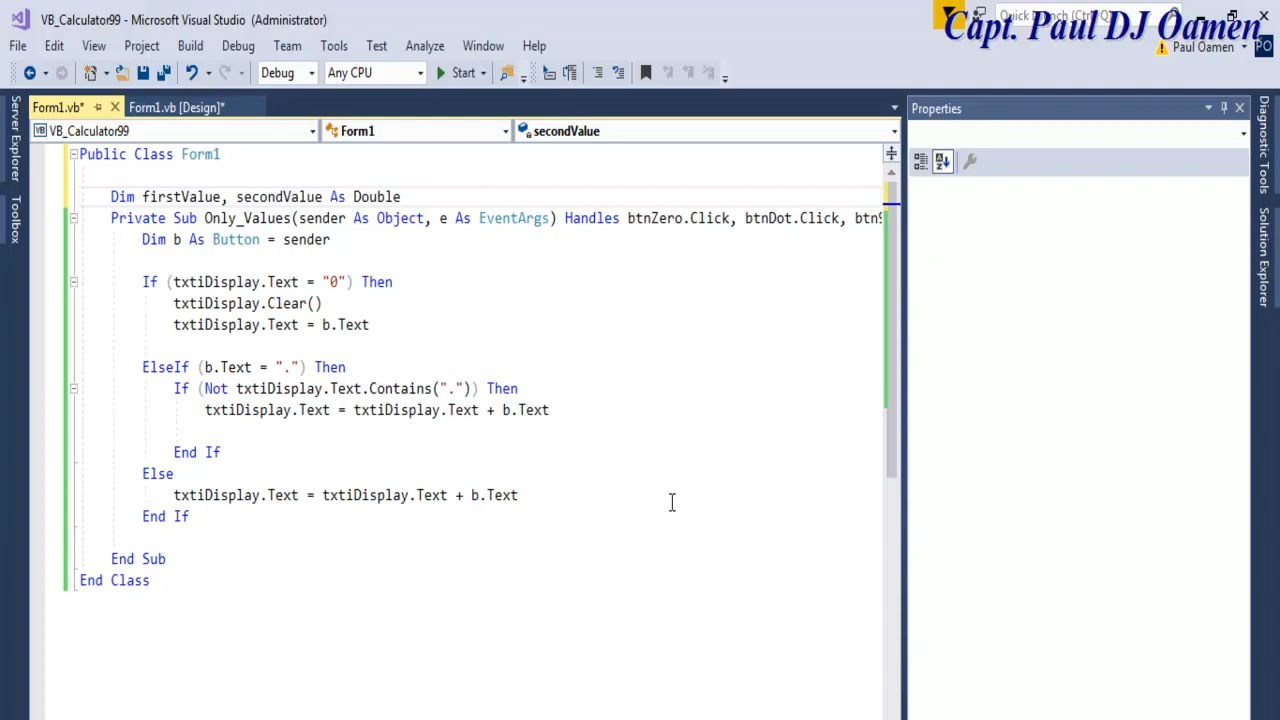 VB_Calculator99 - Microsoft Visual Studio (Administrator)
Quick Launch (Ctrl+Q)
Capt. Paul DJ Oamen
File Edit View Project Build Debug Team Tools Test Analyze Window Help
Paul Oamen PO
Debug Any CPU Start
Server Explorer
Toolbox
Form1.vb* Form1.vb [Design]*
VB VB_Calculator99 Form1 secondValue
Public Class Form1
Dim firstValue, secondValue As Double
Private Sub Only_Values(sender As Object, e As EventArgs) Handles btnZero.Click, btnDot.Click, btn9
Dim b As Button = sender
If (txtiDisplay.Text = "0") Then
txtiDisplay.Clear()
txtiDisplay.Text = b.Text
ElseIf (b.Text = ".") Then
If (Not txtiDisplay.Text.Contains(".")) Then
txtiDisplay.Text = txtiDisplay.Text + b.Text
End If
Else
txtiDisplay.Text = txtiDisplay.Text + b.Text
End If
End Sub
End Class
Properties
Diagnostic Tools
Solution Explorer